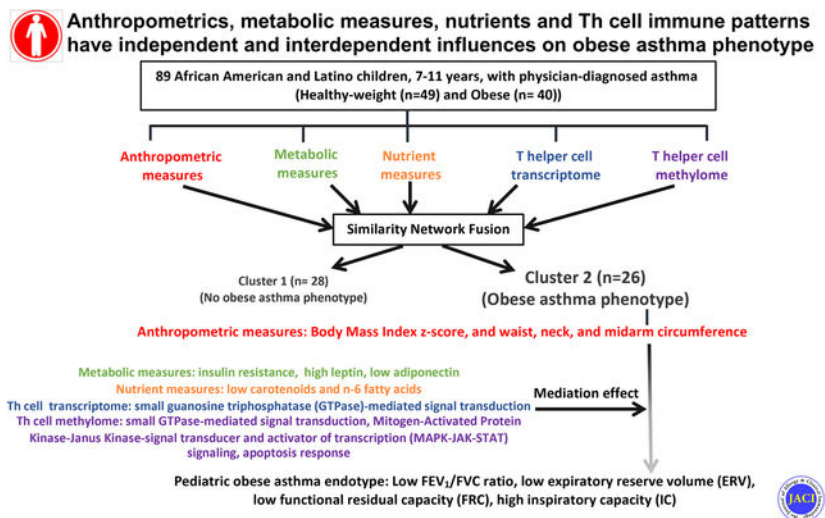 Anthropometrics, metabolic measures, nutrients and Th cell immune patterns
have independent and interdependent influences on obese asthma phenotype
89 African American and Latino children, 7-11 years, with physician-diagnosed asthma
(Healthy-weight (n=49) and Obese (n= 40))
Anthropometric
measures
Metabolic
measures
Nutrient
measures
T helper cell
transcriptome
T helper cell
methylome
Similarity Network Fusion
Cluster 1 (n= 28)
(No obese asthma phenotype)
Cluster 2 (n=26)
(Obese asthma phenotype)
Anthropometric measures: Body Mass Index z-score, and waist, neck, and midarm circumference
Metabolic measures: insulin resistance, high leptin, low adiponectin
Nutrient measures: low carotenoids and n-6 fatty acids
Th cell transcriptome: small guanosine triphosphatase (GTPase)-mediated signal transduction
Th cell methylome: small GTPase-mediated signal transduction, Mitogen-Activated Protein
Kinase-Janus Kinase-signal transducer and activator of transcription (MAPK-JAK-STAT)
signaling, apoptosis response
Mediation effect
Pediatric obese asthma endotype: Low FEV₁/FVC ratio, low expiratory reserve volume (ERV),
low functional residual capacity (FRC), high inspiratory capacity (IC)
JACI